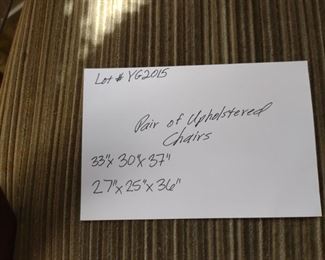 Lot # YG2015
Pair of Upholstered
Chairs
33"x 30"x 37"
27"x 25"x 36"